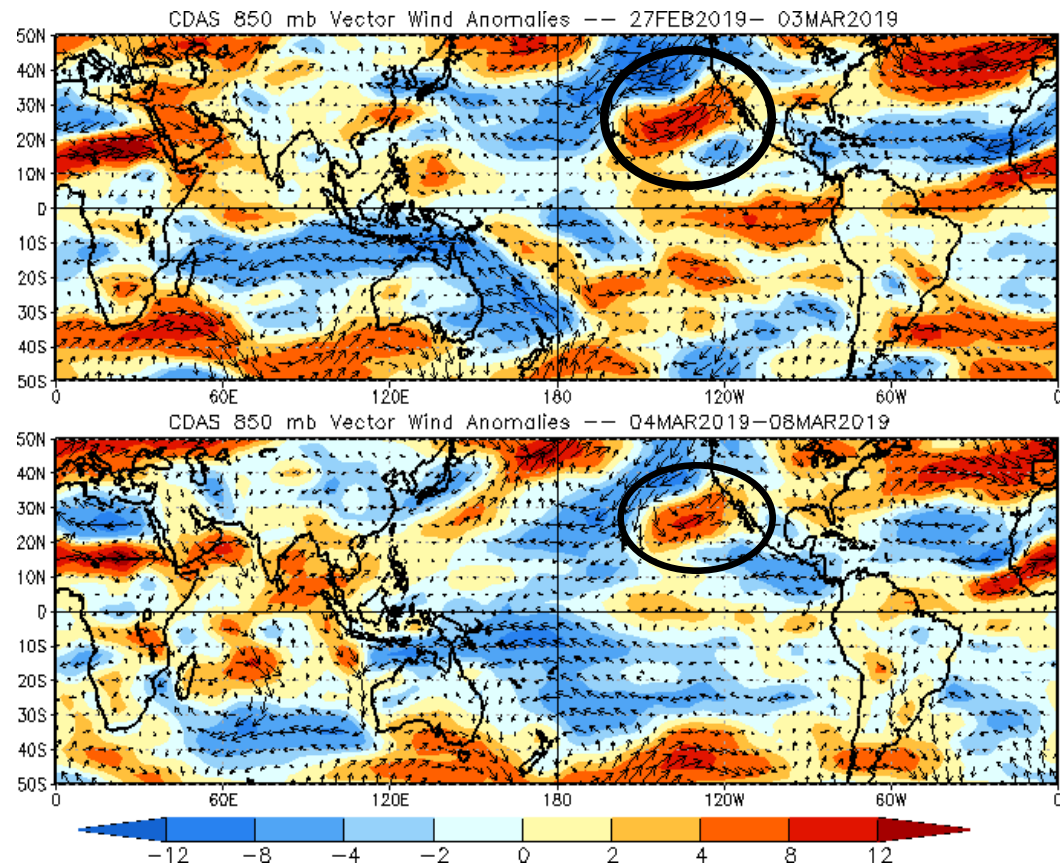 CDAS 850 mb Vector Wind Anomalies -- 27FEB2019- 03MAR2019
50N
40N
30N
20N
10N
0
10S
20S
30S
40S
50S
0 60E 120E 180 120W 60W 0
CDAS 850 mb Vector Wind Anomalies -- 04MAR2019-08MAR2019
50N
40N
30N
20N
10N
0
10S
20S
30S
40S
50S
0 60E 120E 180 120W 60W 0
-12 -8 -4 -2 0 2 4 8 12